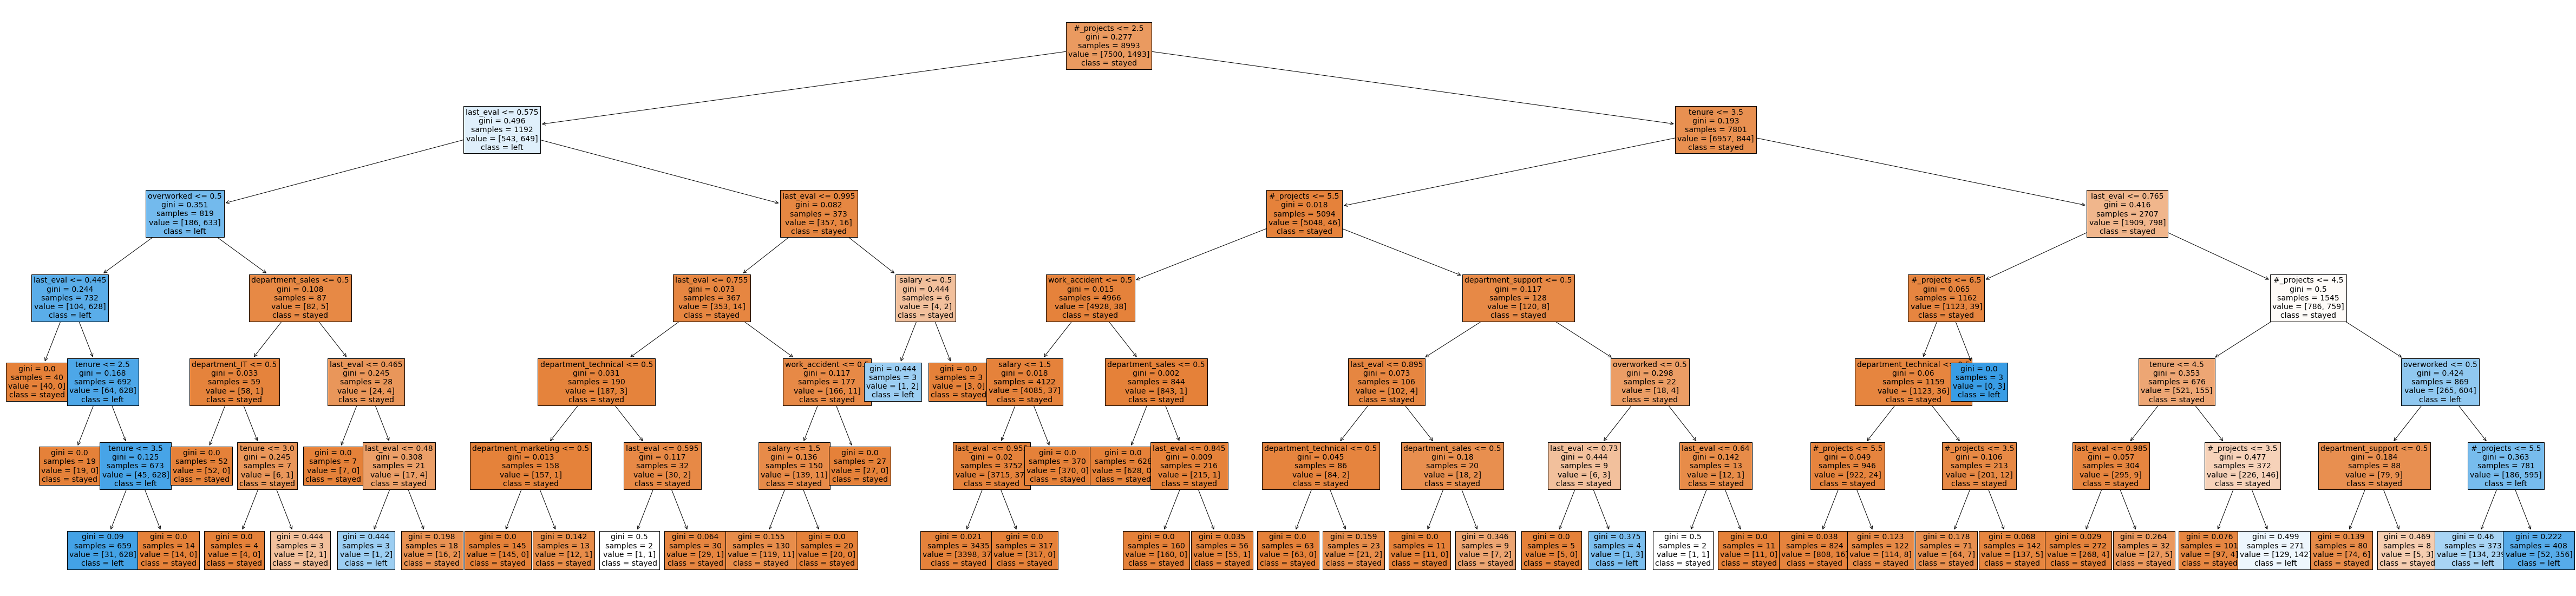 #_projects <= 2.5
gini = 0.277
samples = 8993
value = [7500, 1493]
class = stayed
last_eval <= 0.575
gini = 0.496
samples = 1192
value = [543, 649]
class = left
tenure <= 3.5
gini = 0.193
samples = 7801
value = [6957, 844]
class = stayed
overworked <= 0.5
gini = 0.351
samples = 819
value = [186, 633]
class = left
last_eval <= 0.995
gini = 0.082
samples = 373
value = [357, 16]
class = stayed
#_projects <= 5.5
gini = 0.018
samples = 5094
value = [5048, 46]
class = stayed
last_eval <= 0.765
gini = 0.416
samples = 2707
value = [1909, 798]
class = stayed
last_eval <= 0.445
gini = 0.244
samples = 732
value = [104, 628]
class = left
department_sales <= 0.5
gini = 0.108
samples = 87
value = [82, 5]
class = stayed
last_eval <= 0.755
gini = 0.073
samples = 367
value = [353, 14]
class = stayed
salary <= 0.5
gini = 0.444
samples = 6
value = [4, 2]
class = stayed
work_accident <= 0.5
gini = 0.015
samples = 4966
value = [4928, 38]
class = stayed
department_support <= 0.5
gini = 0.117
samples = 128
value = [120, 8]
class = stayed
#_projects <= 6.5
gini = 0.065
samples = 1162
value = [1123, 39]
class = stayed
#_projects <= 4.5
gini = 0.5
samples = 1545
value = [786, 759]
class = stayed
gini = 0.0
samples = 40
value = [40, 0]
class = stayed
tenure <= 2.5
gini = 0.168
samples = 692
value = [64, 628]
class = left
department_IT <= 0.5
gini = 0.033
samples = 59
value = [58, 1]
class = stayed
last_eval <= 0.465
gini = 0.245
samples = 28
value = [24, 4]
class = stayed
department_technical <= 0.5
gini = 0.031
samples = 190
value = [187, 3]
class = stayed
work_accident <=
gini = 0.117
samples = 177
value = [166, 11]
class = stayed
gini = 0.444
samples = 3
value = [1, 2]
class = left
gini = 0.0
samples = 3
value = [3, 0]
class = stayed
salary <= 1.5
gini = 0.018
samples = 4122
value = [4085, 37]
class = stayed
department_sales <= 0.5
gini = 0.002
samples = 844
value = [843, 1]
class = stayed
last_eval <= 0.895
gini = 0.073
samples = 106
value = [102, 4]
class = stayed
overworked <= 0.5
gini = 0.298
samples = 22
value = [18, 4]
class = stayed
department_technical
gini = 0.06
samples = 1159
value = [1123, 36]
class = stayed
gini = 0.0
samples = 3
value = [0, 3]
class = left
tenure <= 4.5
gini = 0.353
samples = 676
value = [521, 155]
class = stayed
overworked <= 0.5
gini = 0.424
samples = 869
value = [265, 604]
class = left
gini = 0.0
samples = 19
value = [19, 0]
class = stayed
tenure <= 3.5
gini = 0.125
samples = 673
value = [45, 628]
class = left
gini = 0.0
samples = 52
value = [52, 0]
class = stayed
tenure <= 3.0
gini = 0.245
samples = 7
value = [6, 1]
class = stayed
gini = 0.0
samples = 7
value = [7, 0]
class = stayed
last_eval <= 0.48
gini = 0.308
samples = 21
value = [17, 4]
class = stayed
department_marketing <= 0.5
gini = 0.013
samples = 158
value = [157, 1]
class = stayed
last_eval <= 0.595
gini = 0.117
samples = 32
value = [30, 2]
class = stayed
salary <= 1.5
gini = 0.136
samples = 150
value = [139, 11]
class = stayed
gini = 0.0
samples = 27
value = [27, 0]
class = stayed
last_eval <=
gini = 0.02
samples = 3752
value = [3715,
class = stayed
gini = 0.0
samples = 370
value = [370, 0]
class = stayed
gini = 0.0
samples = 628
value = [628,
class = stayed
last_eval <= 0.845
gini = 0.009
samples = 216
value = [215, 1]
class = stayed
department_technical <= 0.5
gini = 0.045
samples = 86
value = [84, 2]
class = stayed
department_sales <= 0.5
gini = 0.18
samples = 20
value = [18, 2]
class = stayed
last_eval <= 0.73
gini = 0.444
samples = 9
value = [6, 3]
class = stayed
last_eval <= 0.64
gini = 0.142
samples = 13
value = [12, 1]
class = stayed
#_projects <= 5.5
gini = 0.049
samples = 946
value = [922, 24]
class = stayed
#_projects <= 3.5
gini = 0.106
samples = 213
value = [201, 12]
class = stayed
last_eval <= 0.985
gini = 0.057
samples = 304
value = [295, 9]
class = stayed
#_projects <= 3.5
gini = 0.477
samples = 372
value = [226, 146]
class = stayed
department_support <= 0.5
gini = 0.184
samples = 88
value = [79, 9]
class = stayed
#_projects <= 5.5
gini = 0.363
samples = 781
value = [186, 595]
class = left
gini = 0.09
samples = 659
value = [31, 628]
class = left
gini = 0.0
samples = 14
value = [14, 0]
class = stayed
gini = 0.0
samples = 4
value = [4, 0]
class = stayed
gini = 0.444
samples = 3
value = [2, 1]
class = stayed
gini = 0.444
samples = 3
value = [1, 2]
class = left
gini = 0.198
samples = 18
value = [16, 2]
class = stayed
gini = 0.0
samples = 145
value = [145, 0]
class = stayed
gini = 0.142
samples = 13
value = [12, 1]
class = stayed
gini = 0.5
samples = 2
value = [1, 1]
class = stayed
gini = 0.064
samples = 30
value = [29, 1]
class = stayed
gini = 0.155
samples = 130
value = [119, 11]
class = stayed
gini = 0.0
samples = 20
value = [20, 0]
class = stayed
gini = 0.021
samples = 3435
value = [3398, 37
class = stayed
gini = 0.0
samples = 317
value = [317, 0]
class = stayed
gini = 0.0
samples = 160
value = [160, 0]
class = stayed
gini = 0.035
samples = 56
value = [55, 1]
class = stayed
gini = 0.0
samples = 63
value = [63, 0]
class = stayed
gini = 0.159
samples = 23
value = [21, 2]
class = stayed
gini = 0.0
samples = 11
value = [11, 0]
class = stayed
gini = 0.346
samples = 9
value = [7, 2]
class = stayed
gini = 0.0
samples = 5
value = [5, 0]
class = stayed
gini = 0.375
samples = 4
value = [1, 3]
class = left
gini = 0.5
samples = 2
value = [1, 1]
class = stayed
gini = 0.0
samples = 11
value = [11, 0]
class = stayed
gini = 0.038
samples = 824
value = [808, 16]
class = stayed
gini = 0.123
samples = 122
value = [114, 8]
class = stayed
gini = 0.178
samples = 71
value = [64, 7]
class = stayed
gini = 0.068
samples = 142
value = [137, 5]
class = stayed
gini = 0.029
samples = 272
value = [268, 4]
class = stayed
gini = 0.264
samples = 32
value = [27, 5]
class = stayed
gini = 0.076
samples = 101
value = [97, 4]
class = stayed
gini = 0.499
samples = 271
value = [129, 142
class = left
gini = 0.139
samples = 80
value = [74, 6]
class = stayed
gini = 0.469
samples = 8
value = [5, 3]
class = stayed
gini = 0.46
samples = 373
value = [134, 239
class = left
gini = 0.222
samples = 408
value = [52, 356]
class = left